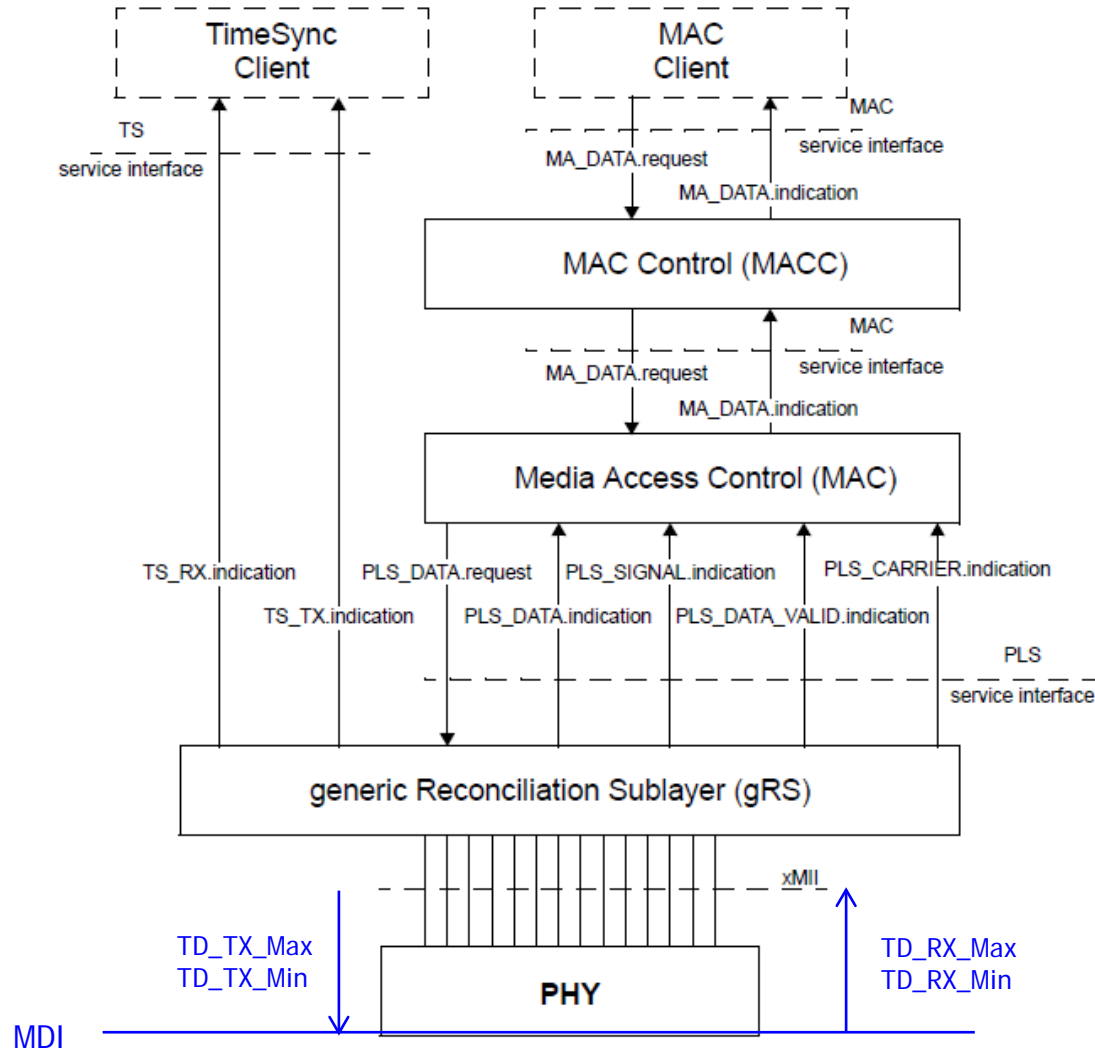 TimeSync
Client
MAC
Client
TS
service interface
MAC
service interface
MA_DATA.request
MA_DATA.indication
MAC Control (MACC)
MAC
service interface
MA_DATA.request
MA_DATA.indication
Media Access Control (MAC)
TS_RX.indication
TS_TX.indication
PLS_DATA.request
PLS_SIGNAL.indication
PLS_CARRIER.indication
PLS_DATA.indication
PLS_DATA_VALID.indication
PLS
service interface
generic Reconciliation Sublayer (gRS)
xMII
TD_TX_Max
TD_TX_Min
TD_RX_Max
TD_RX_Min
PHY
MDI